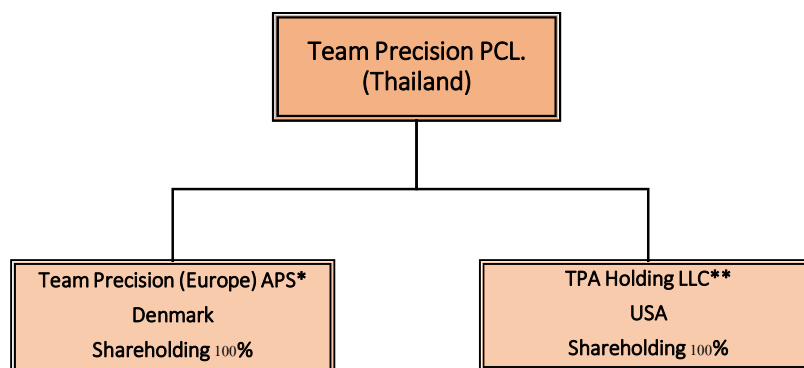 Team Precision PCL.
(Thailand)
Team Precision (Europe) APS*
Denmark
Shareholding 100%
TPA Holding LLC**
USA
Shareholding 100%